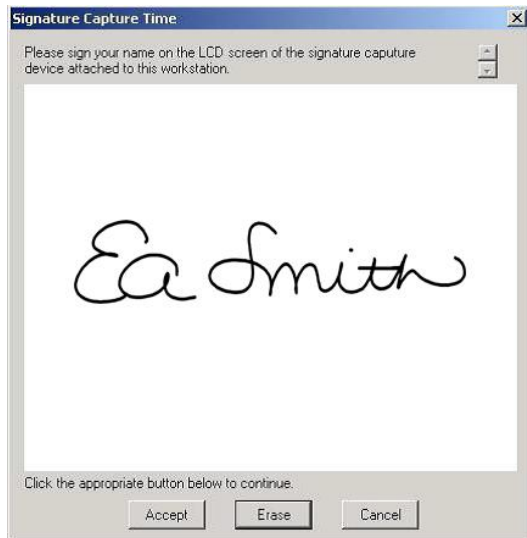 Signature Capture Time
Please sign your name on the LCD screen of the signature caputure
device attached to this workstation.
Ea Smith
Click the appropriate button below to continue.
Accept Erase Cancel